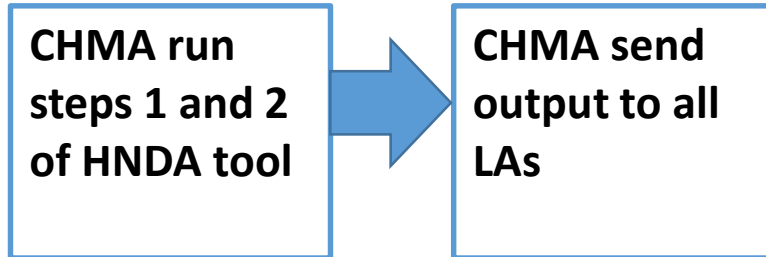 CHMA run
steps 1 and 2
of HNDA tool
CHMA send
output to all
LAs